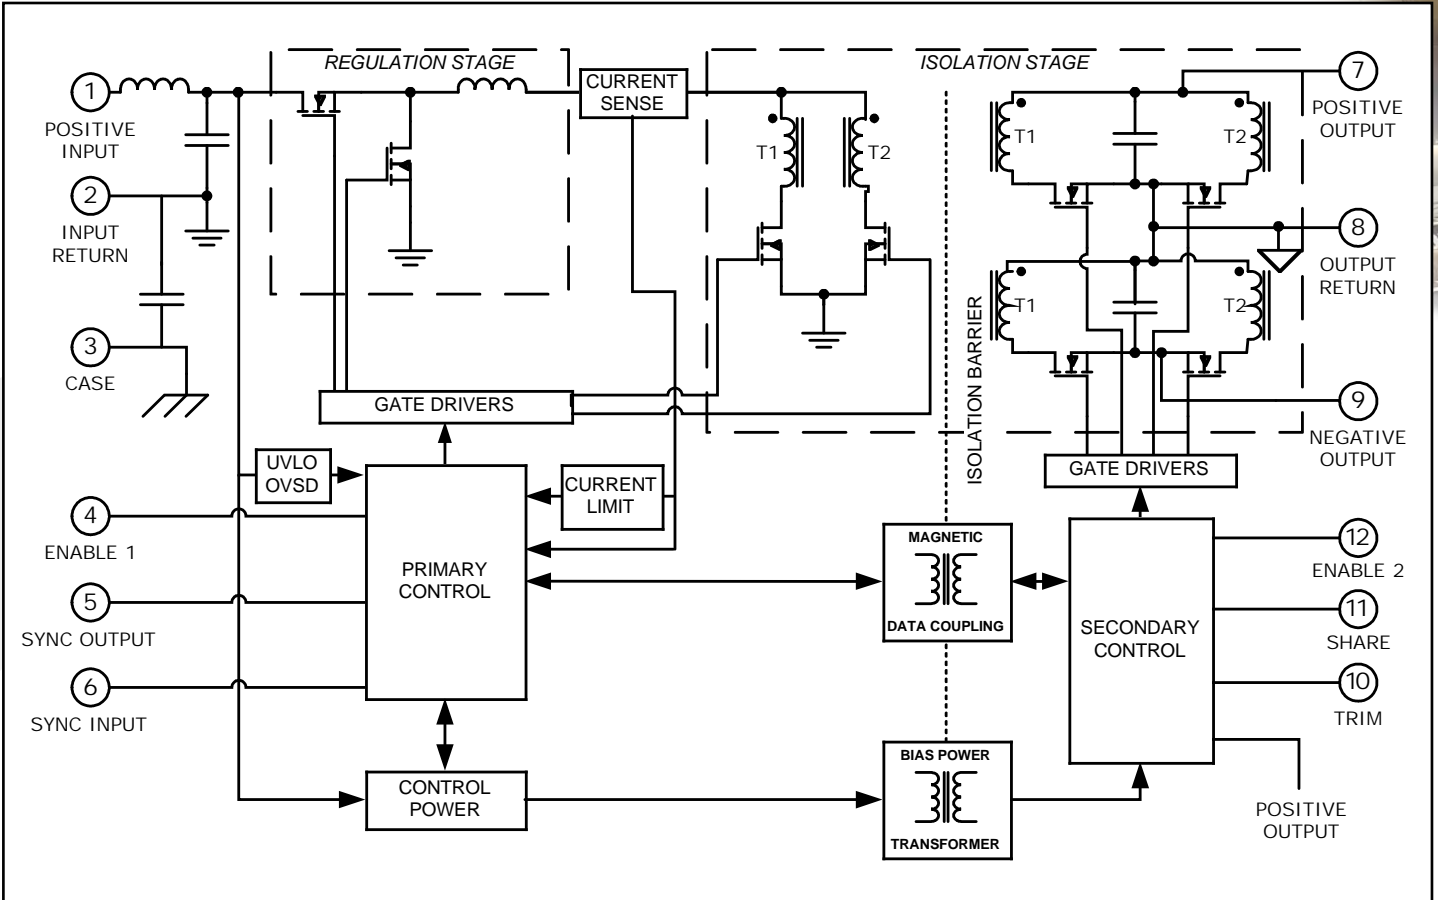 REGULATION STAGE
ISOLATION STAGE
1
POSITIVE
INPUT
2
INPUT
RETURN
3
CASE
CURRENT
SENSE
T1
T2
T1
T2
T1
T2
7
POSITIVE
OUTPUT
8
OUTPUT
RETURN
9
NEGATIVE
OUTPUT
ISOLATION BARRIER
GATE DRIVERS
GATE DRIVERS
UVLO
OVSD
CURRENT
LIMIT
4
ENABLE 1
5
SYNC OUTPUT
6
SYNC INPUT
PRIMARY
CONTROL
MAGNETIC
DATA COUPLING
SECONDARY
CONTROL
12
ENABLE 2
11
SHARE
10
TRIM
CONTROL
POWER
BIAS POWER
TRANSFORMER
POSITIVE
OUTPUT